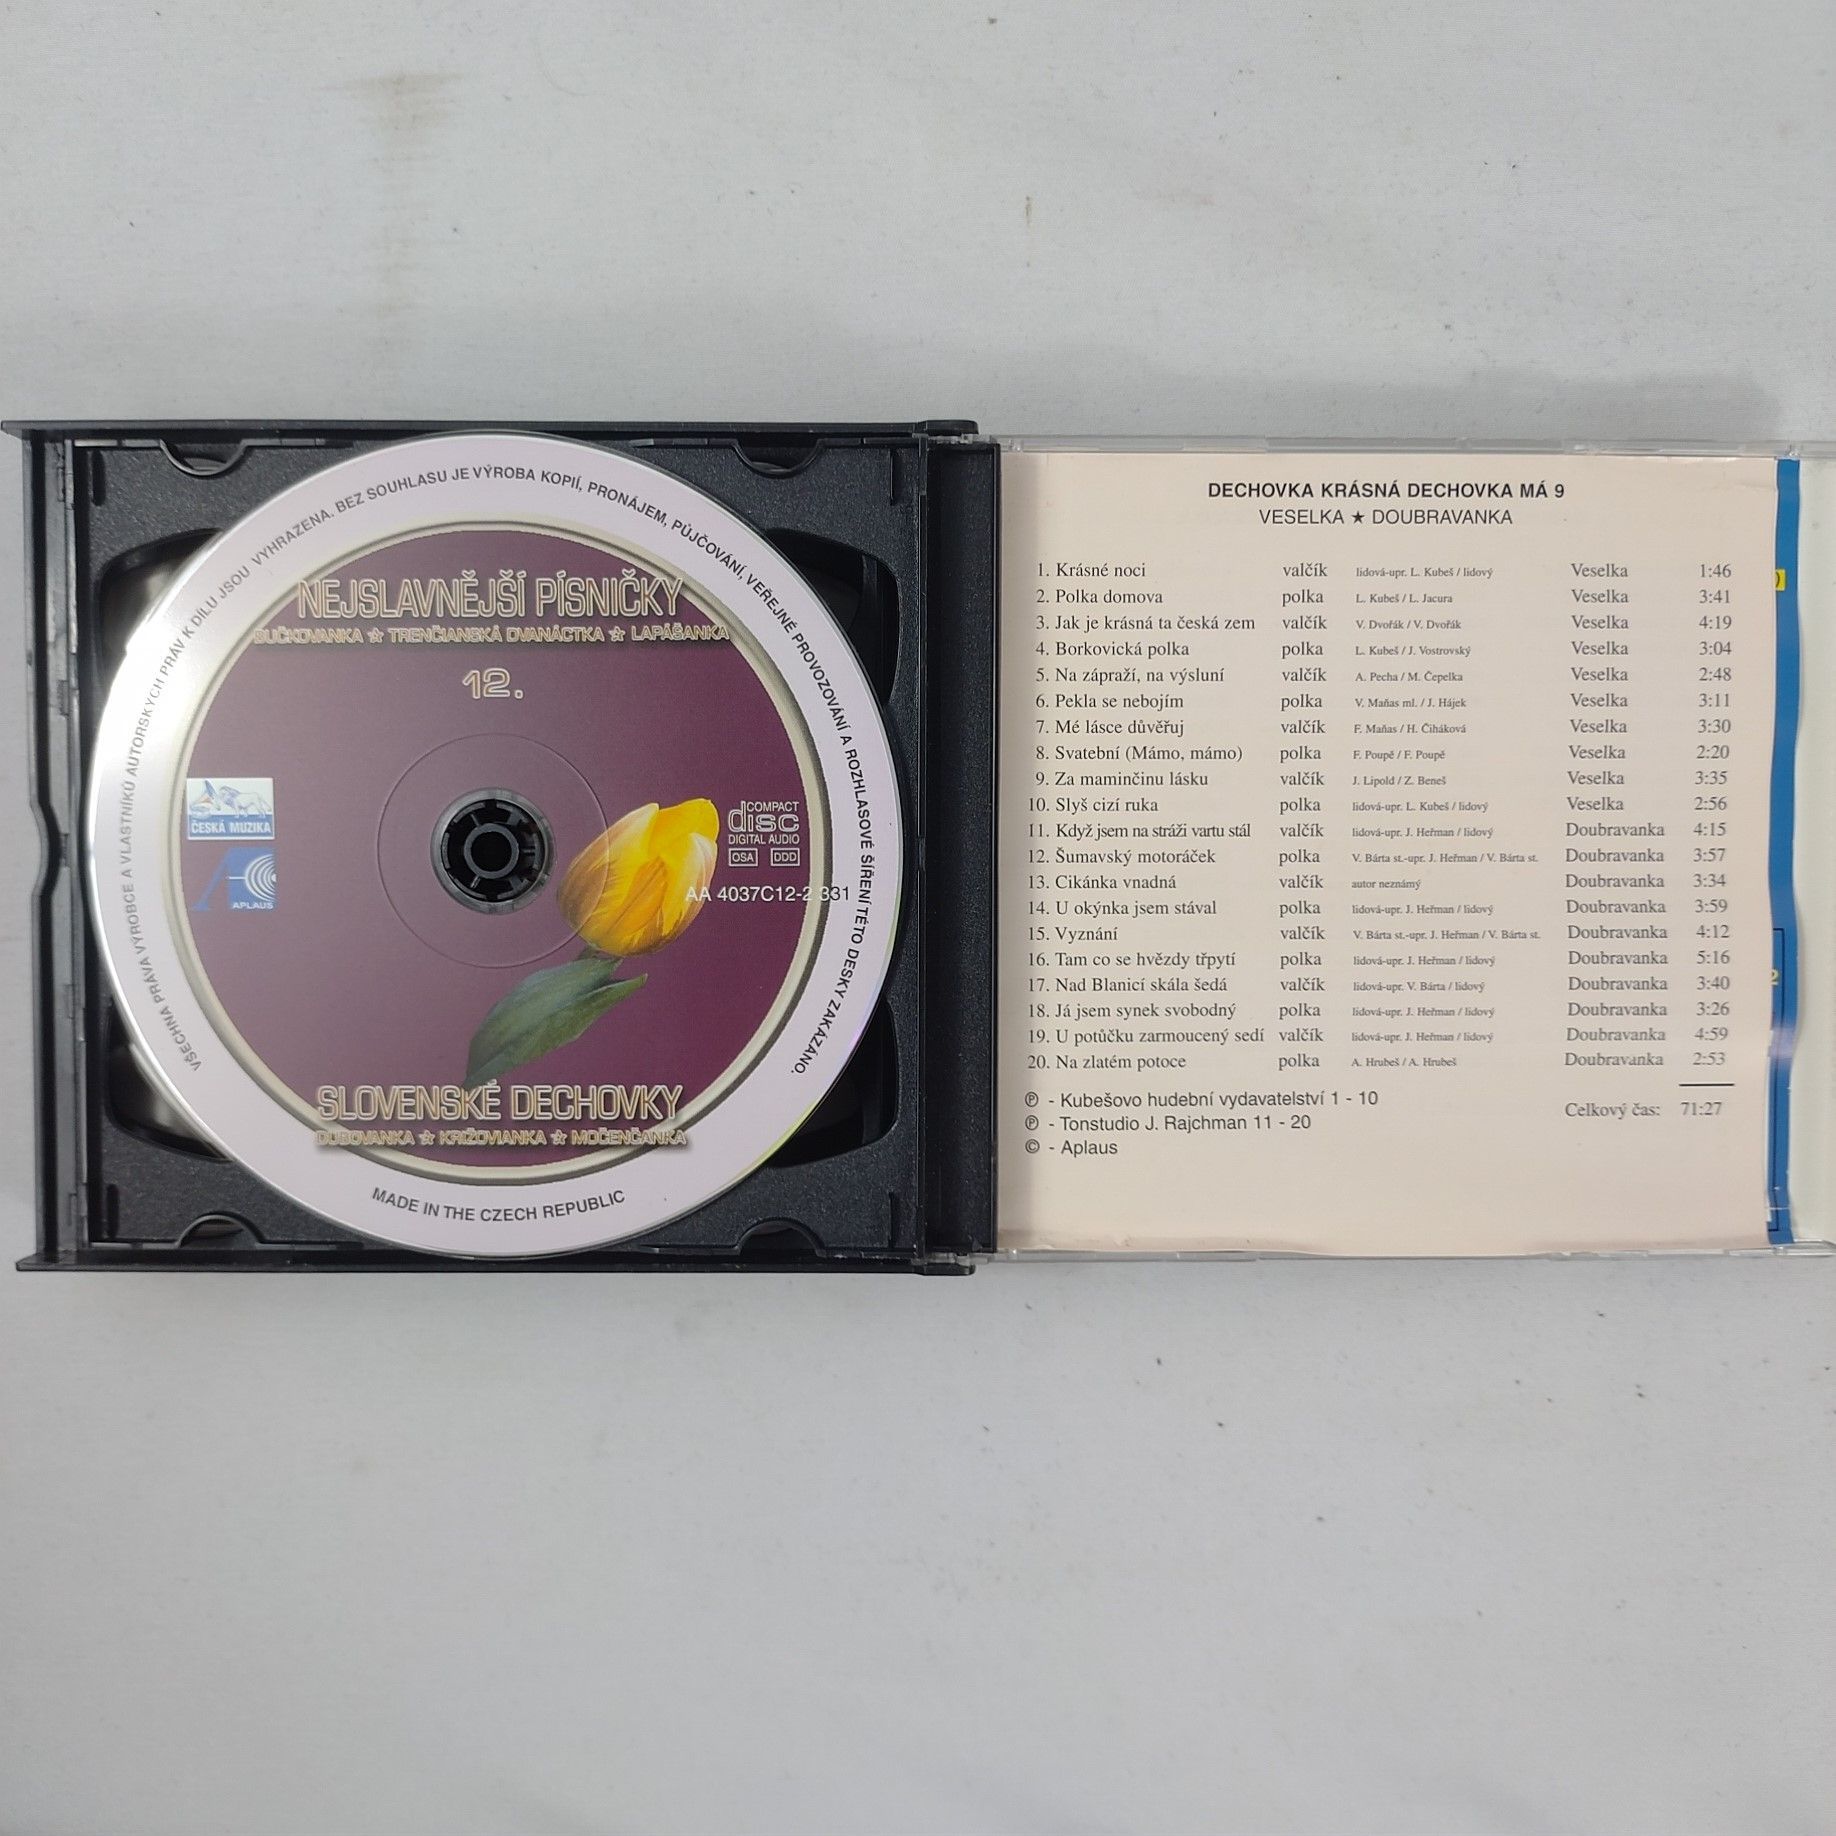 VŠECHNA PRÁVA VÝROBCE A VLASTNÍKŮ AUTORSKÝCH PRÁV K DÍLU JSOU VYHRAZENA. BEZ SOUHLASU JE VÝROBA KOPIÍ, PRONÁJEM, PŮJČOVÁNÍ, VEŘEJNÉ PROVOZOVÁNÍ A ROZHLASOVÉ ŠÍŘENÍ TÉTO DESKY ZAKÁZÁNO.
NEJSLAVNĚJŠÍ PÍSNIČKY
BUČKOVANKA ☆ TRENČIANSKÁ DVANÁCTKA ☆ LAPÁŠANKA
12.
ČESKÁ MUZIKA
APLAUS
COMPACT
disc
DIGITAL AUDIO
OSA DDD
AA 4037C12-2 331
SLOVENSKÉ DECHOVKY
DUBOVANKA ☆ KRIŽOVIANKA ☆ MOČENČANKA
MADE IN THE CZECH REPUBLIC
DECHOVKA KRÁSNÁ DECHOVKA MÁ 9
VESELKA ★ DOUBRAVANKA
1. Krásné noci valčík lidová-upr. L. Kubeš / lidový Veselka 1:46
2. Polka domova polka L. Kubeš / L. Jacura Veselka 3:41
3. Jak je krásná ta česká zem valčík V. Dvořák / V. Dvořák Veselka 4:19
4. Borkovická polka polka L. Kubeš / J. Vostrovský Veselka 3:04
5. Na zápraží, na výsluní valčík A. Pecha / M. Čepelka Veselka 2:48
6. Pekla se nebojím polka V. Maňas ml. / J. Hájek Veselka 3:11
7. Mé lásce důvěřuj valčík F. Maňas / H. Čiháková Veselka 3:30
8. Svatební (Mámo, mámo) polka F. Poupě / F. Poupě Veselka 2:20
9. Za maminčinu lásku valčík J. Lipold / Z. Beneš Veselka 3:35
10. Slyš cizí ruka polka lidová-upr. L. Kubeš / lidový Veselka 2:56
11. Když jsem na stráži vartu stál valčík lidová-upr. J. Heřman / lidový Doubravanka 4:15
12. Šumavský motoráček polka V. Bárta st.-upr. J. Heřman / V. Bárta st. Doubravanka 3:57
13. Cikánka vnadná valčík autor neznámý Doubravanka 3:34
14. U okýnka jsem stával polka lidová-upr. J. Heřman / lidový Doubravanka 3:59
15. Vyznání valčík V. Bárta st.-upr. J. Heřman / V. Bárta st. Doubravanka 4:12
16. Tam co se hvězdy třpytí polka lidová-upr. J. Heřman / lidový Doubravanka 5:16
17. Nad Blanicí skála šedá valčík lidová-upr. V. Bárta / lidový Doubravanka 3:40
18. Já jsem synek svobodný polka lidová-upr. J. Heřman / lidový Doubravanka 3:26
19. U potůčku zarmoucený sedí valčík lidová-upr. J. Heřman / lidový Doubravanka 4:59
20. Na zlatém potoce polka A. Hrubeš / A. Hrubeš Doubravanka 2:53
Ⓟ - Kubešovo hudební vydavatelství 1 - 10
Celkový čas: 71:27
Ⓟ - Tonstudio J. Rajchman 11 - 20
© - Aplaus